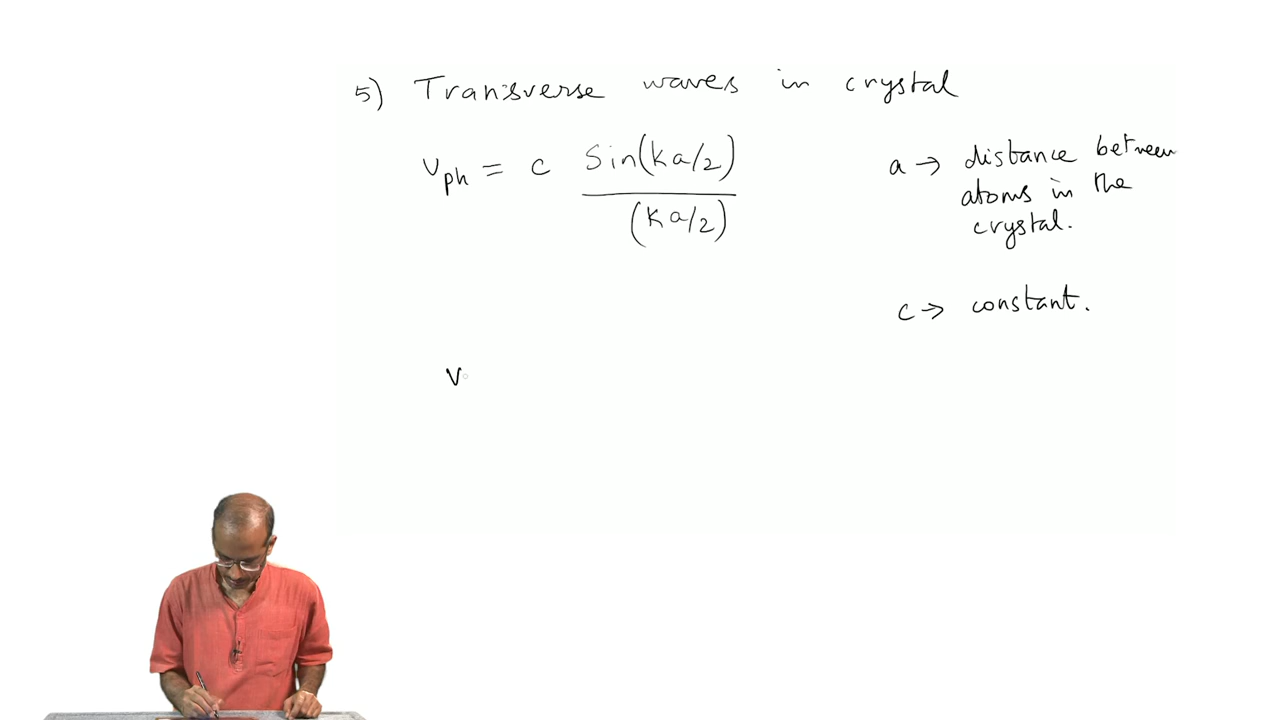 5) Transverse waves in crystal
v_ph = c Sin(ka/2) / (ka/2)
a → distance between
atoms in the
crystal.
c → constant.
v